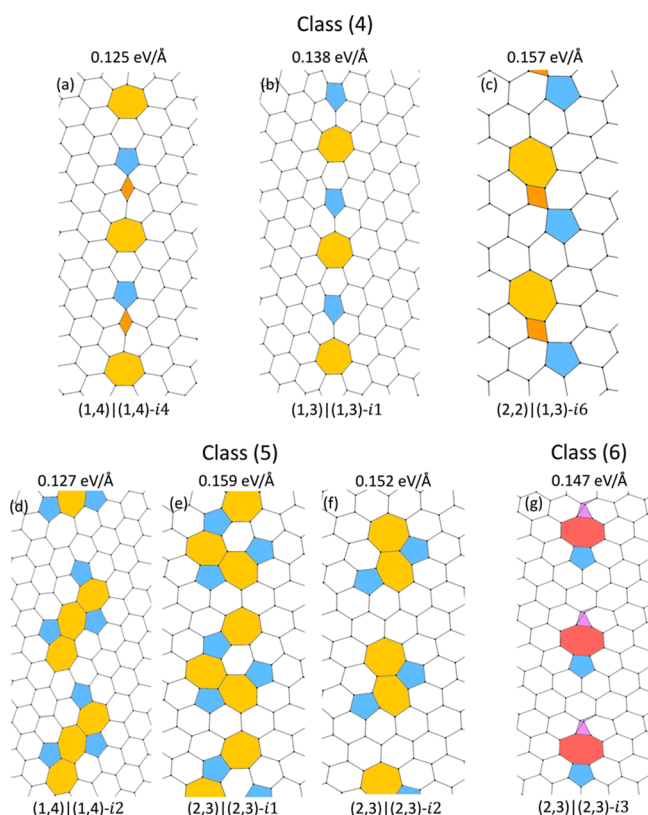 Class (4)
0.125 eV/Å 0.138 eV/Å 0.157 eV/Å
(a) (b) (c)
(1,4)|(1,4)-i4 (1,3)|(1,3)-i1 (2,2)|(1,3)-i6
Class (5) Class (6)
0.127 eV/Å 0.159 eV/Å 0.152 eV/Å 0.147 eV/Å
(d) (e) (f) (g)
(1,4)|(1,4)-i2 (2,3)|(2,3)-i1 (2,3)|(2,3)-i2 (2,3)|(2,3)-i3